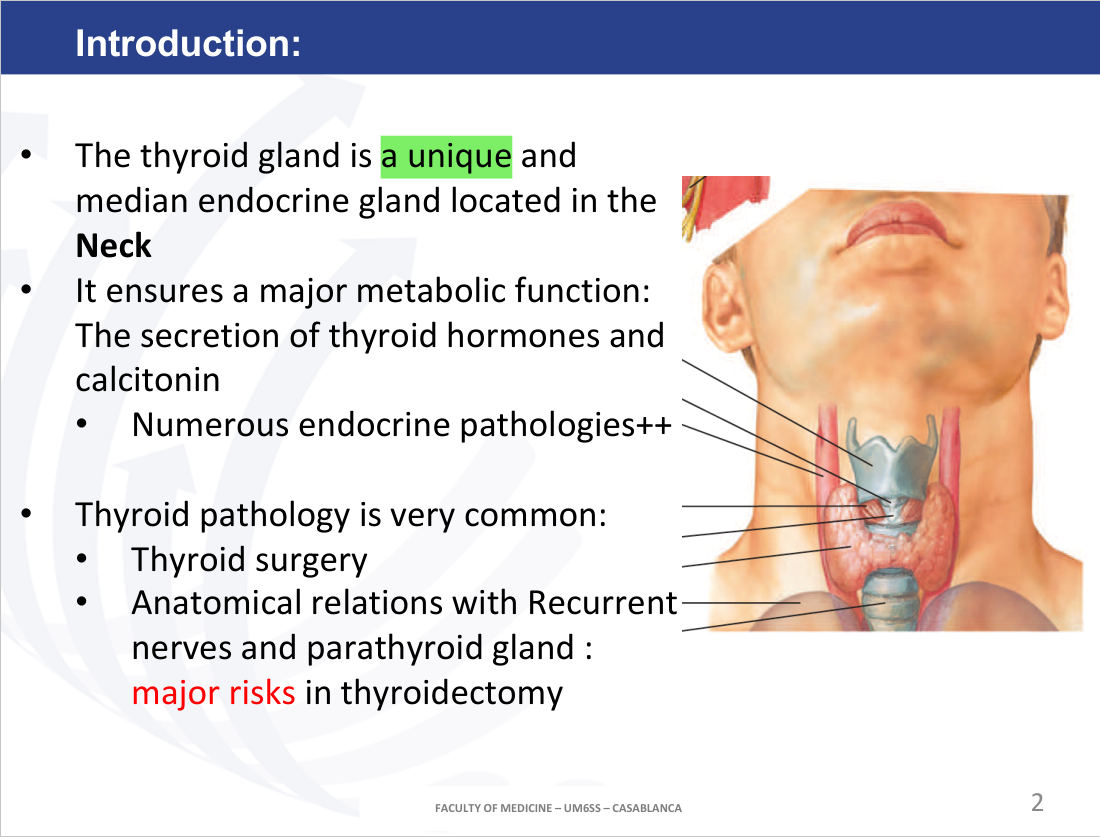 Introduction:
• The thyroid gland is a unique and
median endocrine gland located in the
Neck
• It ensures a major metabolic function:
The secretion of thyroid hormones and
calcitonin
• Numerous endocrine pathologies++
• Thyroid pathology is very common:
• Thyroid surgery
• Anatomical relations with Recurrent
nerves and parathyroid gland :
major risks in thyroidectomy
FACULTY OF MEDICINE – UM6SS – CASABLANCA
2